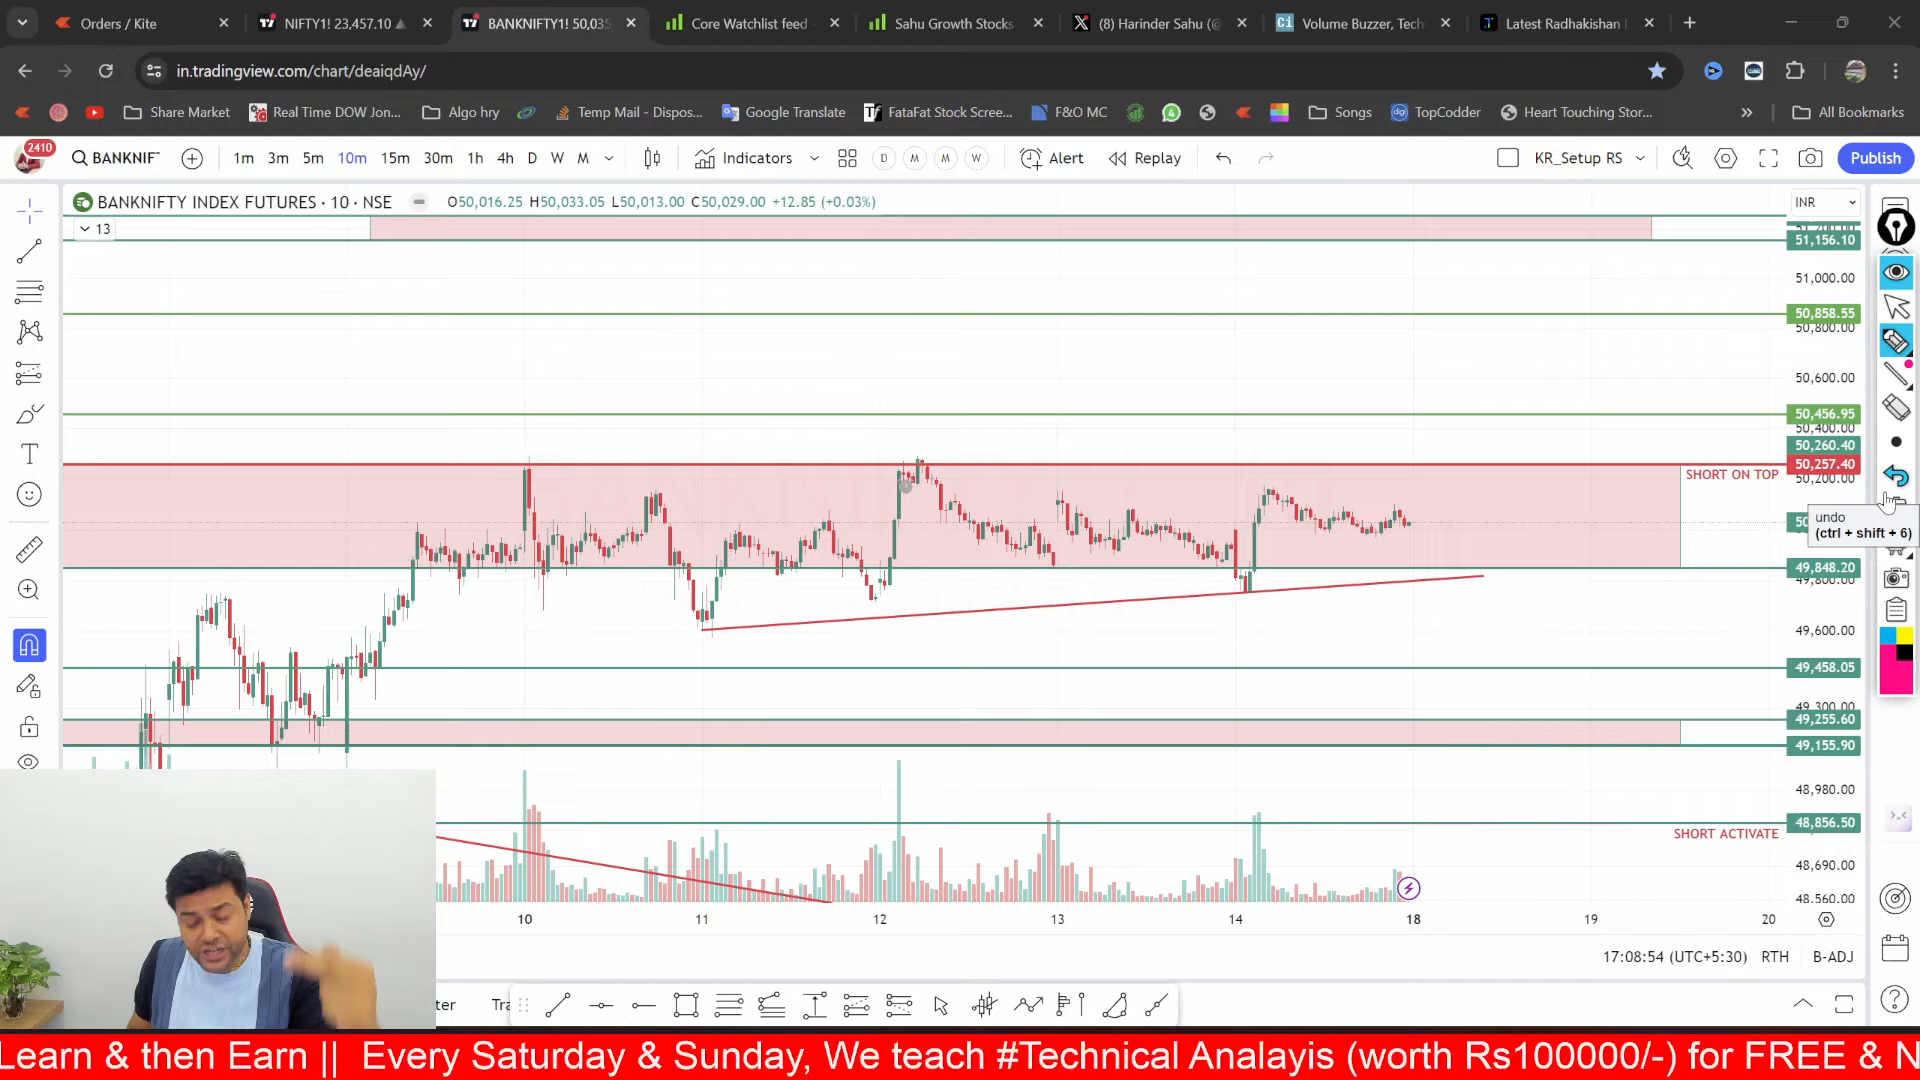 Orders / Kite
NIFTY1! 23,457.10
BANKNIFTY1! 50,035
Core Watchlist feed
Sahu Growth Stocks
(8) Harinder Sahu (@
Volume Buzzer, Tech
Latest Radhakishan
in.tradingview.com/chart/deaiqdAy/
Share Market
Real Time DOW Jon...
Algo hry
Temp Mail - Dispos...
Google Translate
FataFat Stock Scree...
F&O MC
Songs
TopCodder
Heart Touching Stor...
All Bookmarks
2410
BANKNIF
1m 3m 5m 10m 15m 30m 1h 4h D W M
Indicators
D M M W
Alert
Replay
KR_Setup RS
Publish
BANKNIFTY INDEX FUTURES · 10 · NSE
O50,016.25 H50,033.05 L50,013.00 C50,029.00 +12.85 (+0.03%)
INR
13
51,156.10
51,000.00
50,858.55
50,800.00
50,600.00
50,456.95
50,400.00
50,260.40
50,257.40
SHORT ON TOP
50,200.00
undo
(ctrl + shift + 6)
49,848.20
49,800.00
49,600.00
49,458.05
49,300.00
49,255.60
49,155.90
48,980.00
48,856.50
SHORT ACTIVATE
48,690.00
48,560.00
10 11 12 13 14 18 19 20
17:08:54 (UTC+5:30) RTH B-ADJ
Learn & then Earn || Every Saturday & Sunday, We teach #Technical Analayis (worth Rs100000/-) for FREE & N